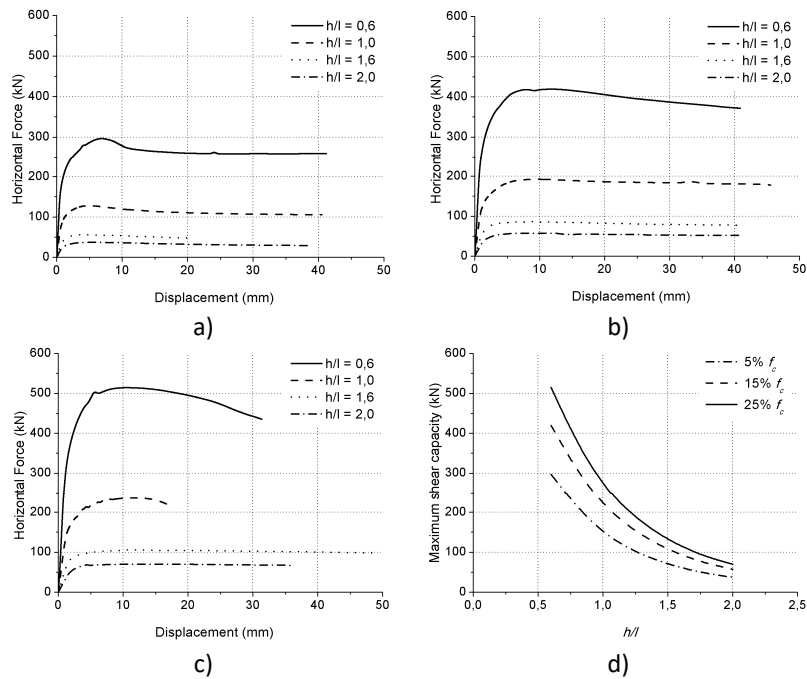 600
500
400
300
200
100
0
Horizontal Force (kN)
0 10 20 30 40 50
Displacement (mm)
h/l = 0,6
h/l = 1,0
h/l = 1,6
h/l = 2,0
a)
600
500
400
300
200
100
0
Horizontal Force (kN)
0 10 20 30 40 50
Displacement (mm)
h/l = 0,6
h/l = 1,0
h/l = 1,6
h/l = 2,0
b)
600
500
400
300
200
100
0
Horizontal Force (kN)
0 10 20 30 40 50
Displacement (mm)
h/l = 0,6
h/l = 1,0
h/l = 1,6
h/l = 2,0
c)
600
500
400
300
200
100
0
Maximum shear capacity (kN)
0,0 0,5 1,0 1,5 2,0 2,5
h/l
5% fc
15% fc
25% fc
d)